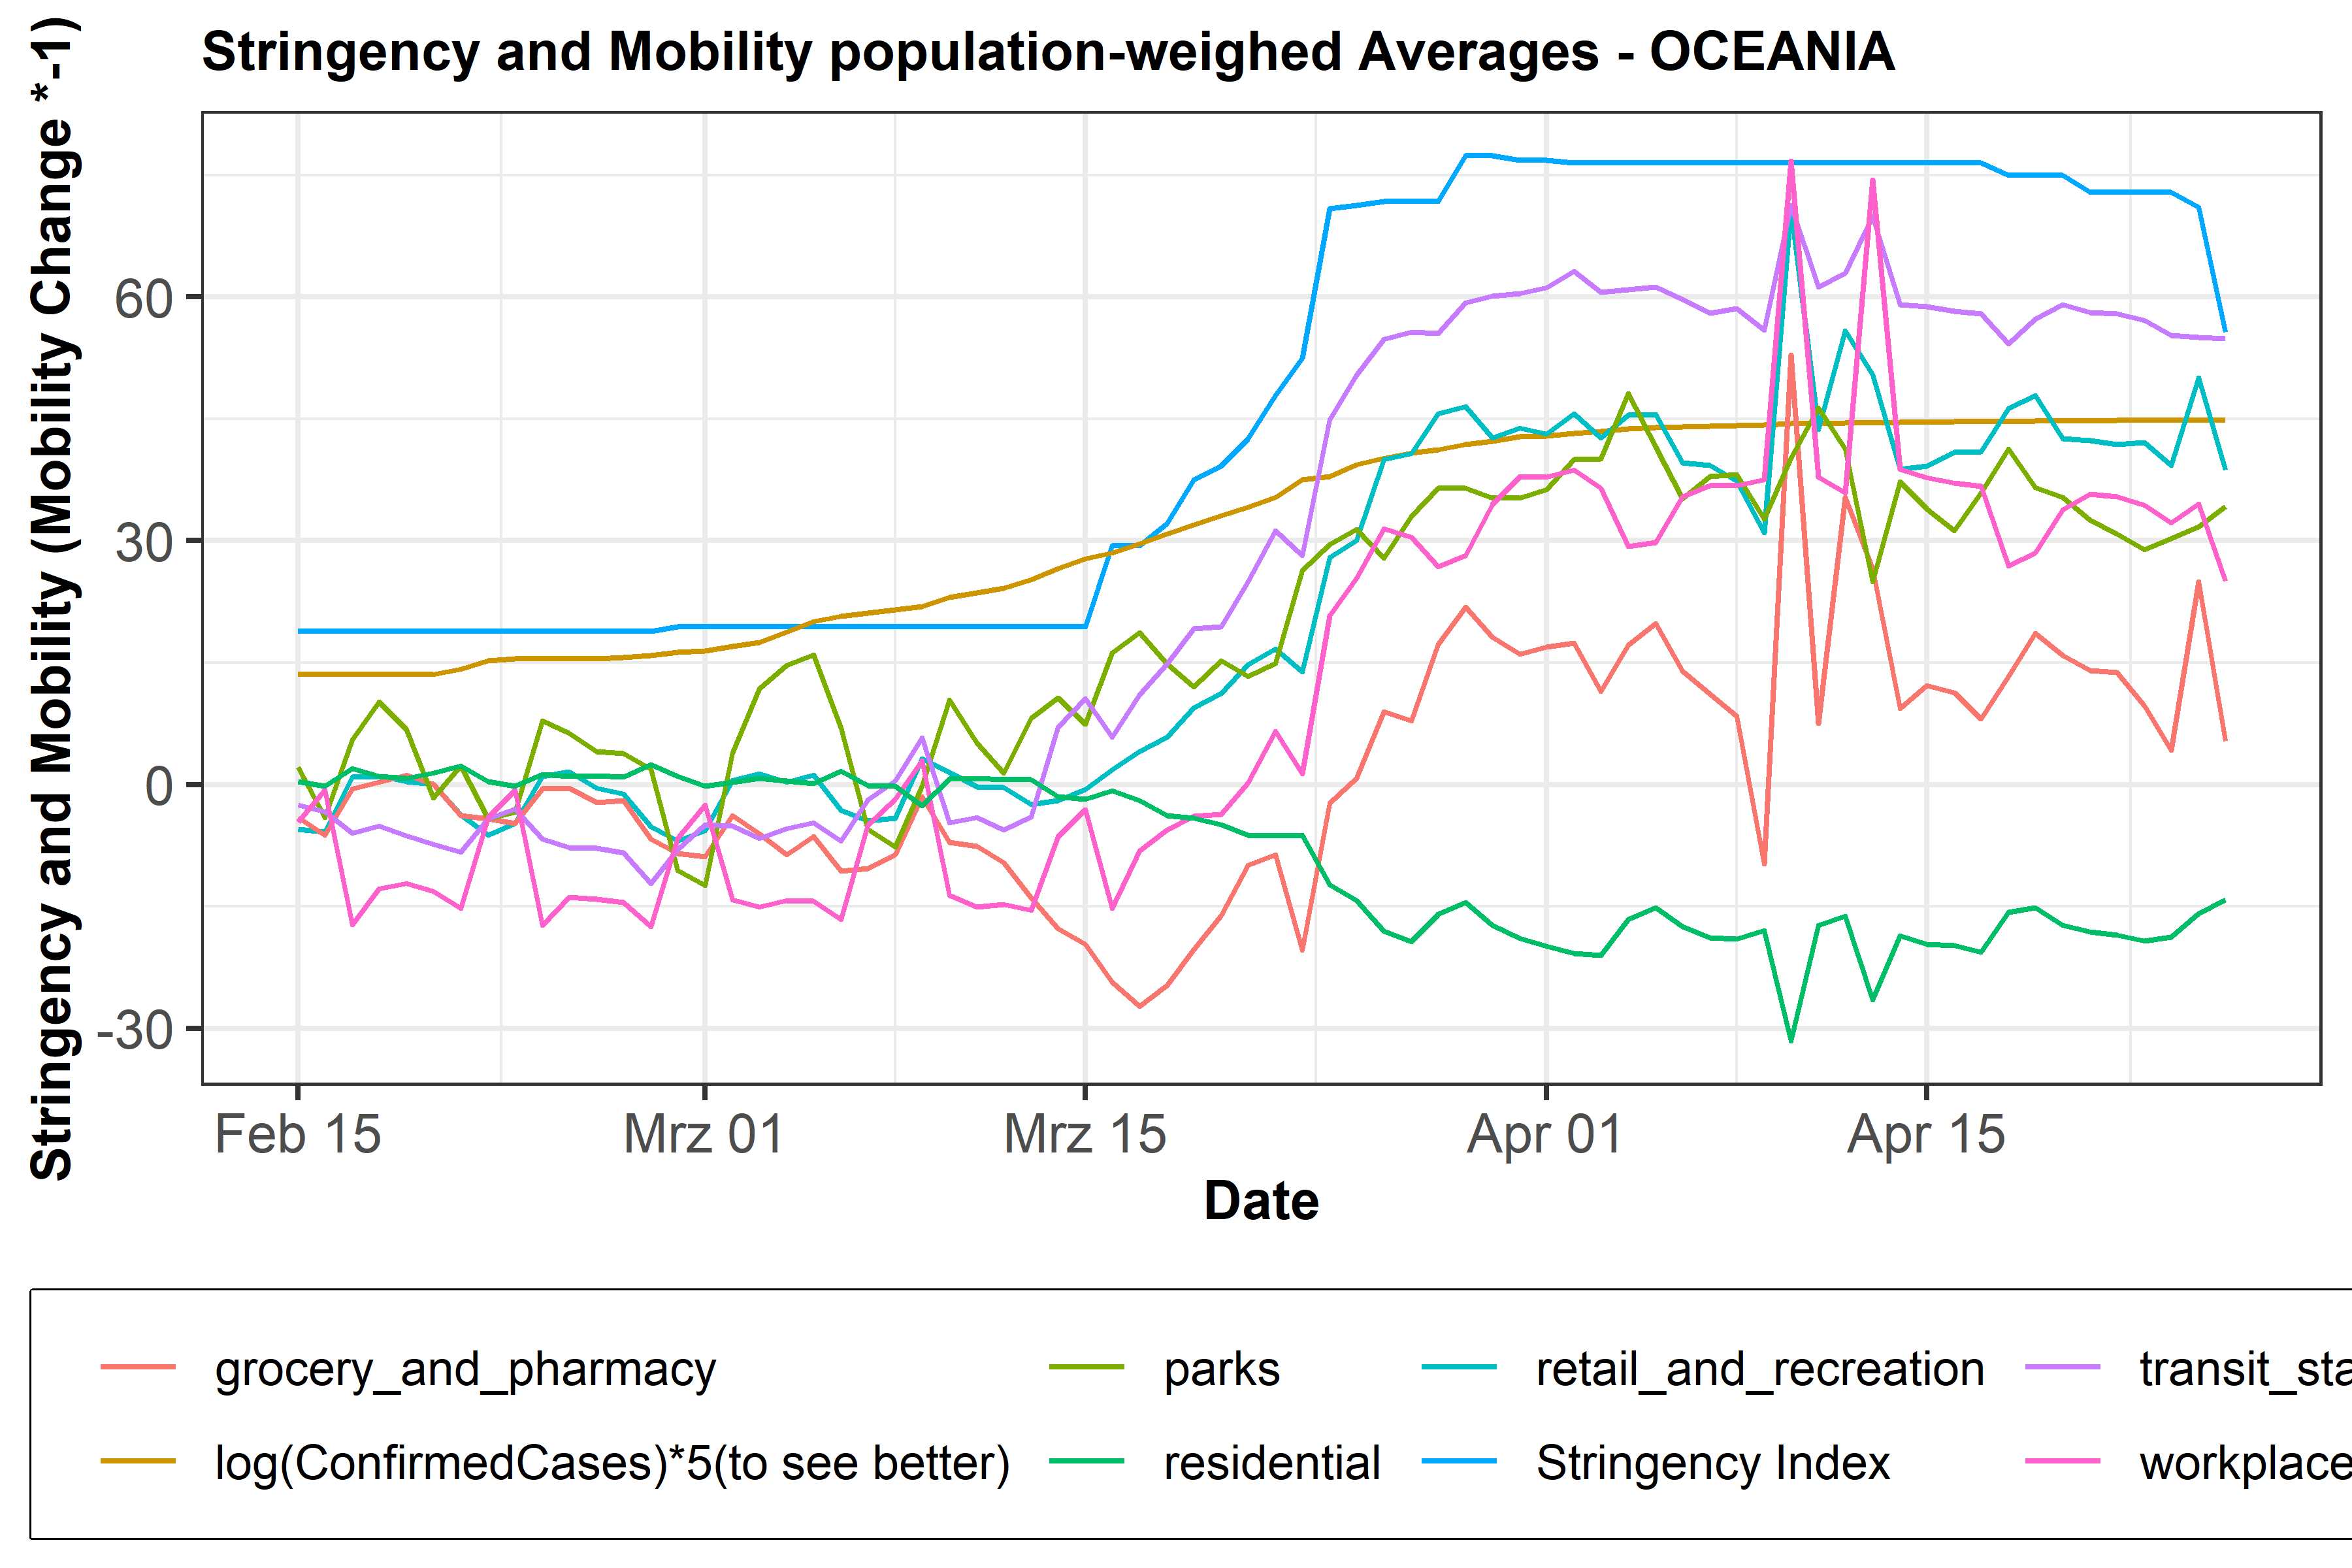 Stringency and Mobility population-weighed Averages - OCEANIA
Stringency and Mobility (Mobility Change *-1)
60
30
0
-30
Feb 15 Mrz 01 Mrz 15 Apr 01 Apr 15
Date
grocery_and_pharmacy parks retail_and_recreation transit_sta
log(ConfirmedCases)*5(to see better) residential Stringency Index workplace